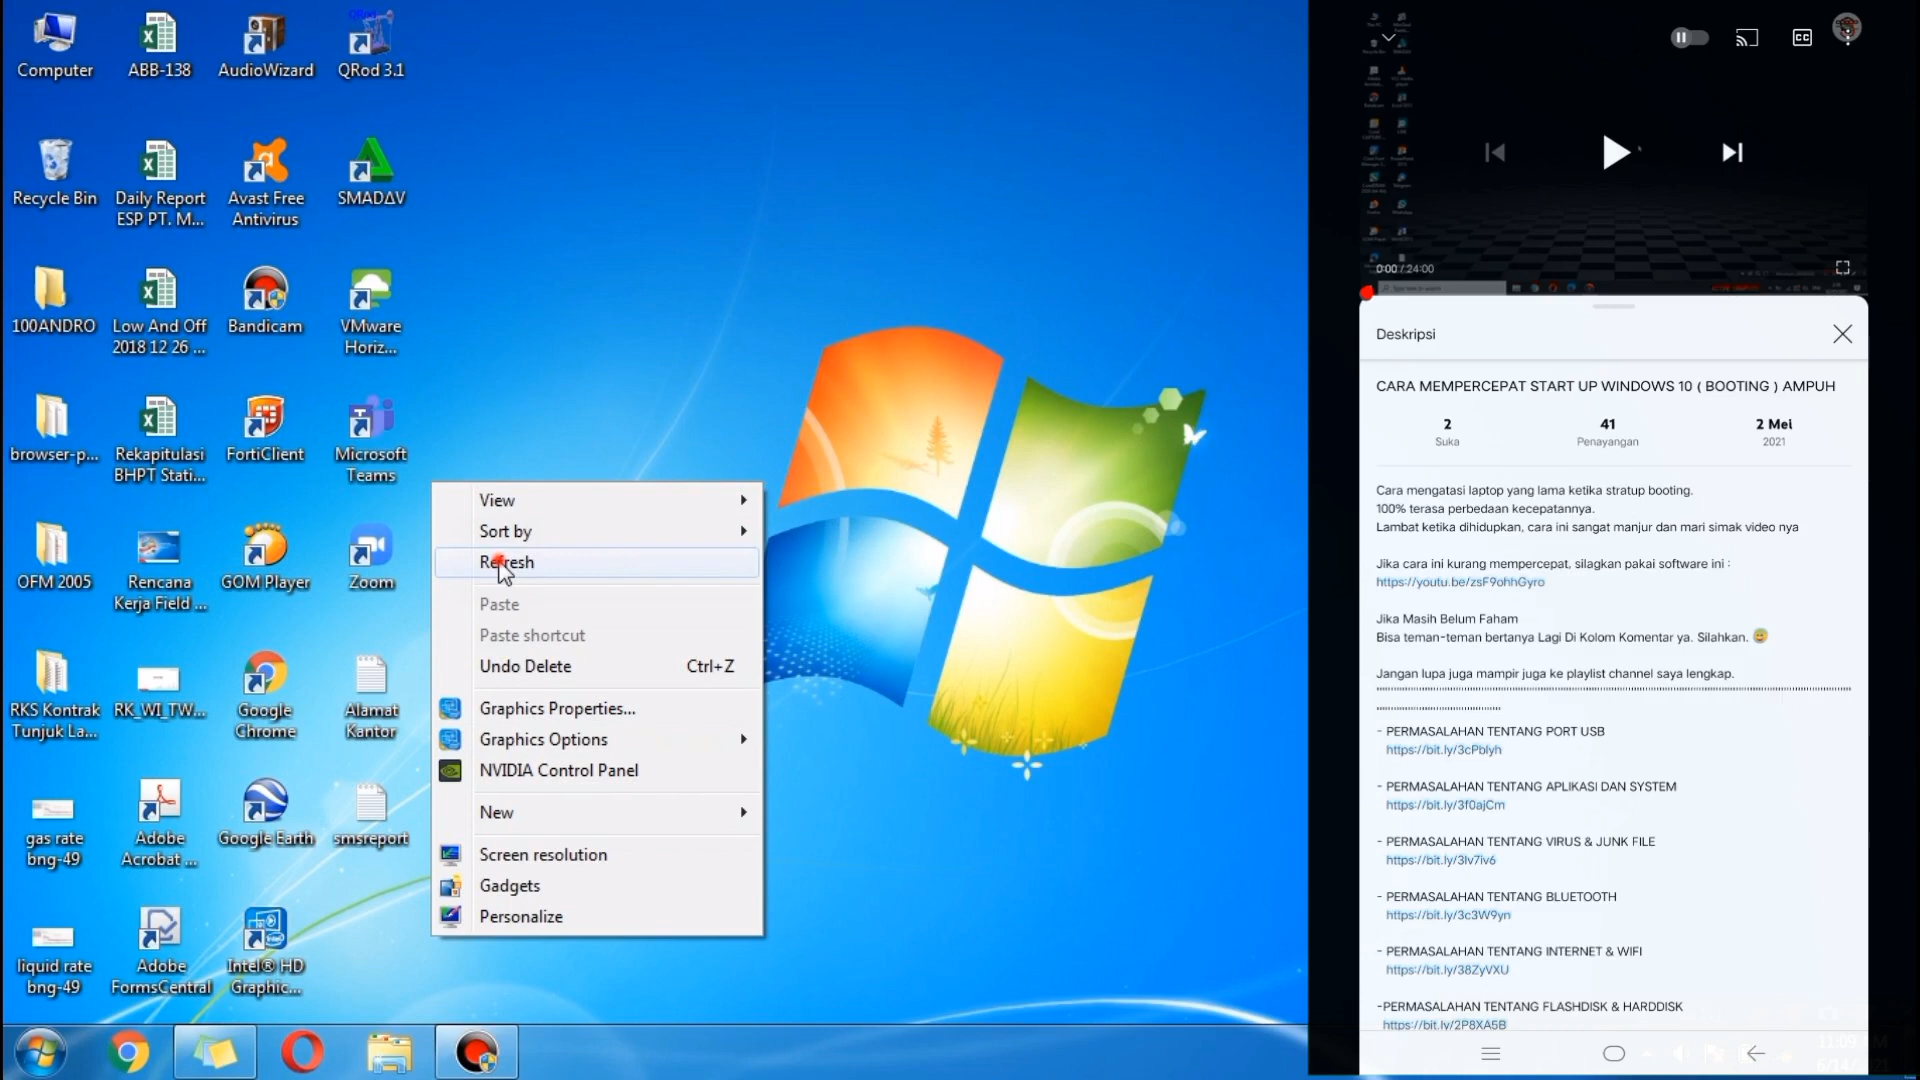 Computer
ABB-138
AudioWizard
QRod 3.1
Recycle Bin
Daily Report
ESP PT. M...
Avast Free
Antivirus
SMADΔV
100ANDRO
Low And Off
2018 12 26 ...
Bandicam
VMware
Horiz...
browser-p...
Rekapitulasi
BHPT Stati...
FortiClient
Microsoft
Teams
OFM 2005
Rencana
Kerja Field ...
GOM Player
Zoom
RKS Kontrak
Tunjuk La...
RK_WI_TW...
Google
Chrome
Alamat
Kantor
gas rate
bng-49
Adobe
Acrobat ...
Google Earth
smsreport
liquid rate
bng-49
Adobe
FormsCentral
Intel® HD
Graphic...
View
Sort by
Refresh
Paste
Paste shortcut
Undo Delete Ctrl+Z
Graphics Properties...
Graphics Options
NVIDIA Control Panel
New
Screen resolution
Gadgets
Personalize
CC
0:00 / 24:00
Deskripsi
CARA MEMPERCEPAT START UP WINDOWS 10 ( BOOTING ) AMPUH
2 41 2 Mei
Suka Penayangan 2021
Cara mengatasi laptop yang lama ketika stratup booting.
100% terasa perbedaan kecepatannya.
Lambat ketika dihidupkan, cara ini sangat manjur dan mari simak video nya
Jika cara ini kurang mempercepat, silagkan pakai software ini :
https://youtu.be/zsF9ohhGyro
Jika Masih Belum Faham
Bisa teman-teman bertanya Lagi Di Kolom Komentar ya. Silahkan. 😇
Jangan lupa juga mampir juga ke playlist channel saya lengkap.
- PERMASALAHAN TENTANG PORT USB
https://bit.ly/3cPblyh
- PERMASALAHAN TENTANG APLIKASI DAN SYSTEM
https://bit.ly/3f0ajCm
- PERMASALAHAN TENTANG VIRUS & JUNK FILE
https://bit.ly/3lv7iv6
- PERMASALAHAN TENTANG BLUETOOTH
https://bit.ly/3c3W9yn
- PERMASALAHAN TENTANG INTERNET & WIFI
https://bit.ly/38ZyVXU
-PERMASALAHAN TENTANG FLASHDISK & HARDDISK
https://bit.ly/2P8XA5B